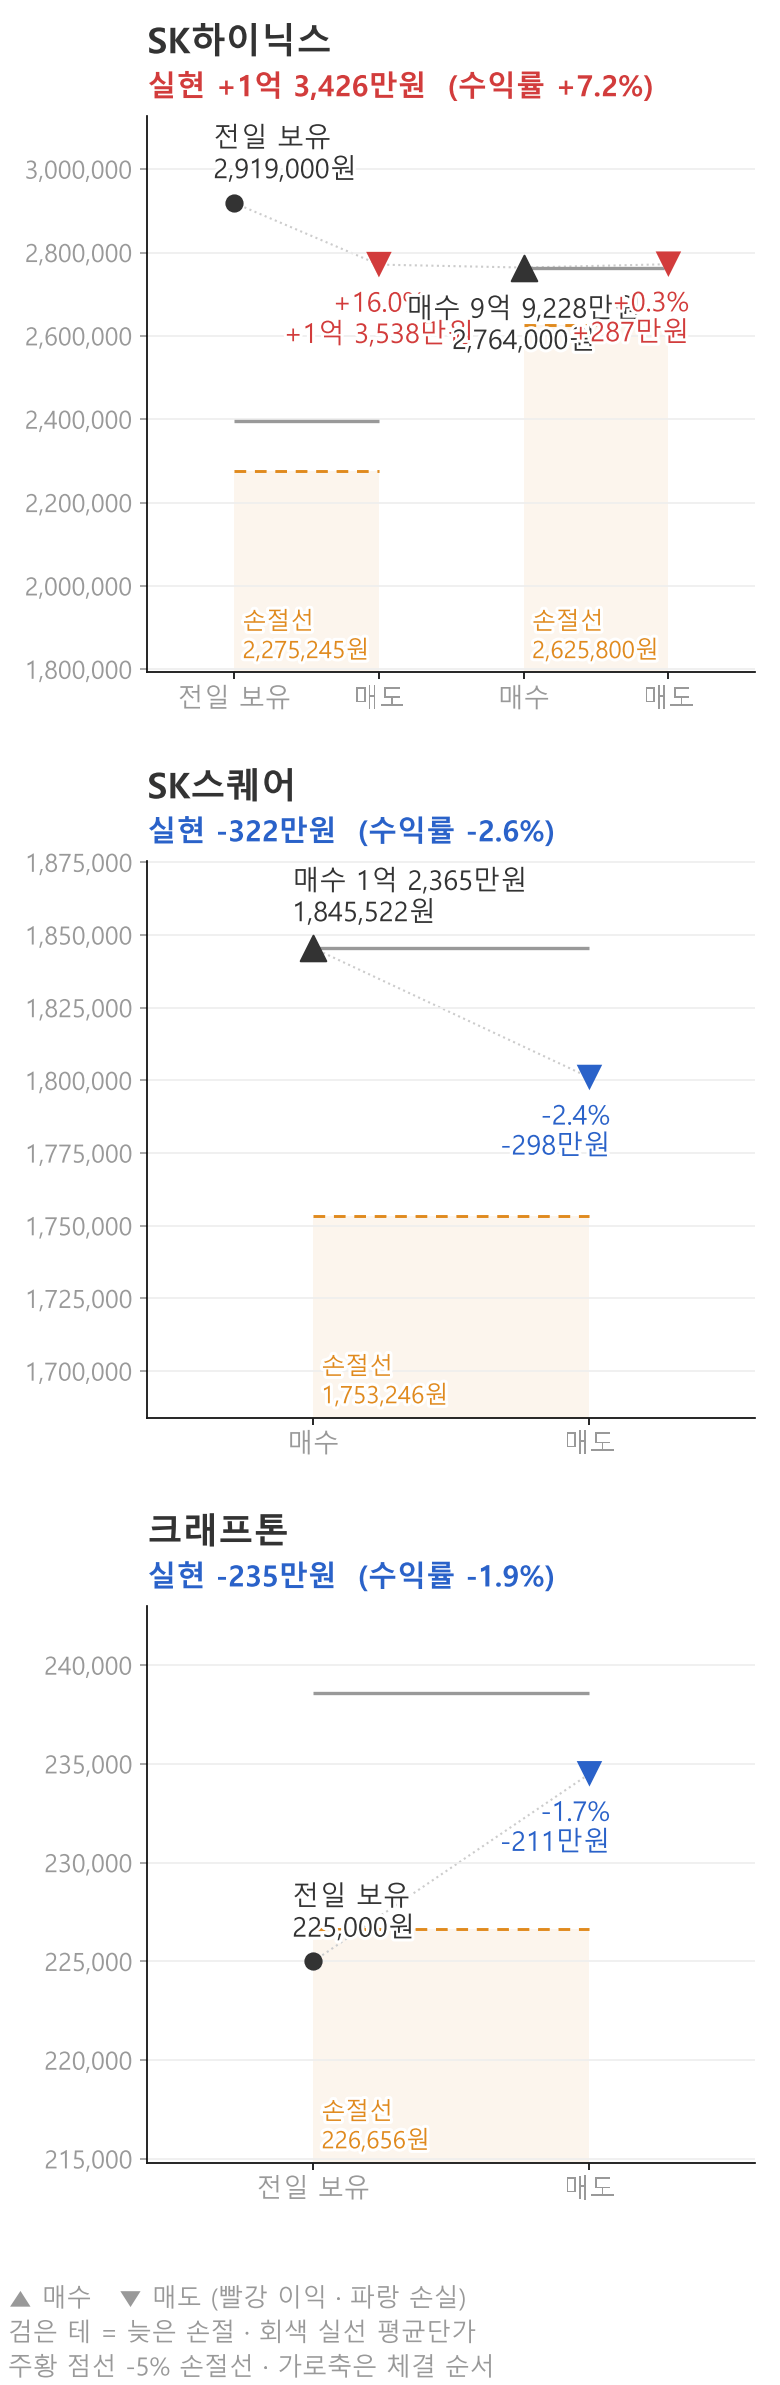 SK하이닉스
실현 +1억 3,426만원 (수익률 +7.2%)
전일 보유
2,919,000원
3,000,000
2,800,000
2,600,000
2,400,000
2,200,000
2,000,000
1,800,000
+16.0%
+1억 3,538만원
매수 9억 9,228만원
2,764,000원
+0.3%
+287만원
손절선
2,275,245원
손절선
2,625,800원
전일 보유 매도 매수 매도
SK스퀘어
실현 -322만원 (수익률 -2.6%)
매수 1억 2,365만원
1,845,522원
1,875,000
1,850,000
1,825,000
1,800,000
1,775,000
1,750,000
1,725,000
1,700,000
-2.4%
-298만원
손절선
1,753,246원
매수 매도
크래프톤
실현 -235만원 (수익률 -1.9%)
240,000
235,000
230,000
225,000
220,000
215,000
-1.7%
-211만원
전일 보유
225,000원
손절선
226,656원
전일 보유 매도
▲ 매수 ▼ 매도 (빨강 이익 · 파랑 손실)
검은 테 = 늦은 손절 · 회색 실선 평균단가
주황 점선 -5% 손절선 · 가로축은 체결 순서